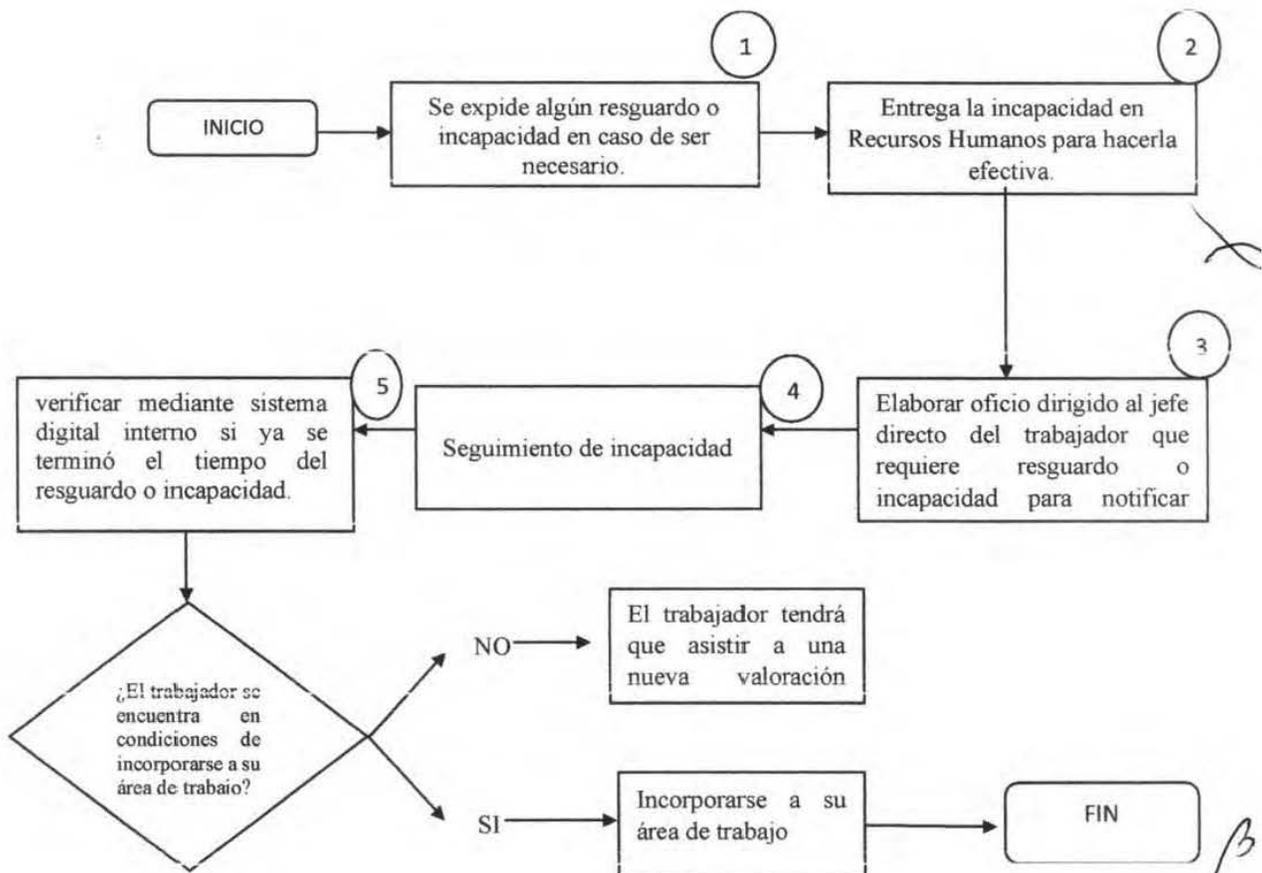 1
2
INICIO
Se expide algún resguardo o
incapacidad en caso de ser
necesario.
Entrega la incapacidad en
Recursos Humanos para hacerla
efectiva.
3
4
5
Elaborar oficio dirigido al jefe
directo del trabajador que
requiere resguardo o
incapacidad para notificar
Seguimiento de incapacidad
verificar mediante sistema
digital interno si ya se
terminó el tiempo del
resguardo o incapacidad.
¿El trabajador se
encuentra en
condiciones de
incorporarse a su
área de trabajo?
NO
El trabajador tendrá
que asistir a una
nueva valoración
SI
Incorporarse a su
área de trabajo
FIN